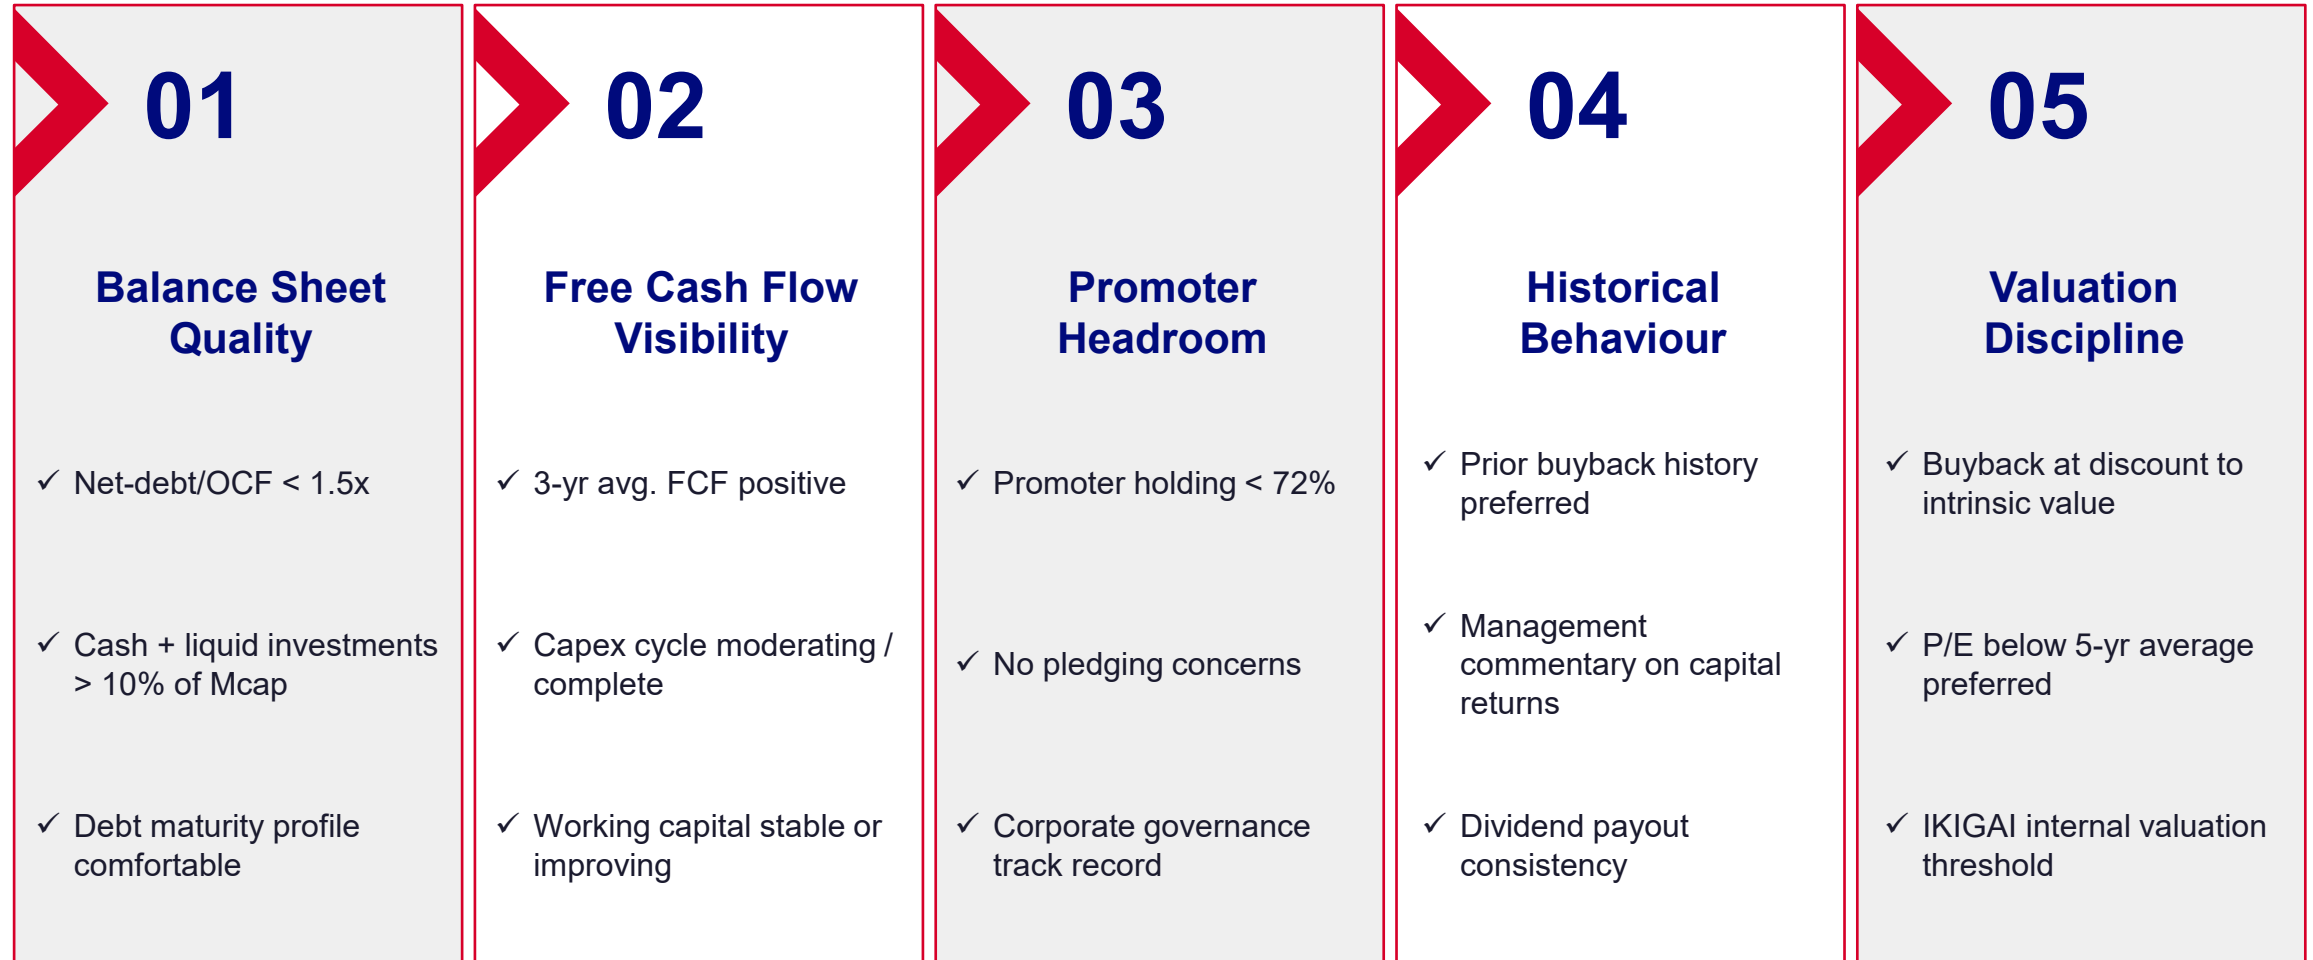 01
Balance Sheet
Quality
✓ Net-debt/OCF < 1.5x
✓ Cash + liquid investments
> 10% of Mcap
✓ Debt maturity profile
comfortable
02
Free Cash Flow
Visibility
✓ 3-yr avg. FCF positive
✓ Capex cycle moderating /
complete
✓ Working capital stable or
improving
03
Promoter
Headroom
✓ Promoter holding < 72%
✓ No pledging concerns
✓ Corporate governance
track record
04
Historical
Behaviour
✓ Prior buyback history
preferred
✓ Management
commentary on capital
returns
✓ Dividend payout
consistency
05
Valuation
Discipline
✓ Buyback at discount to
intrinsic value
✓ P/E below 5-yr average
preferred
✓ IKIGAI internal valuation
threshold